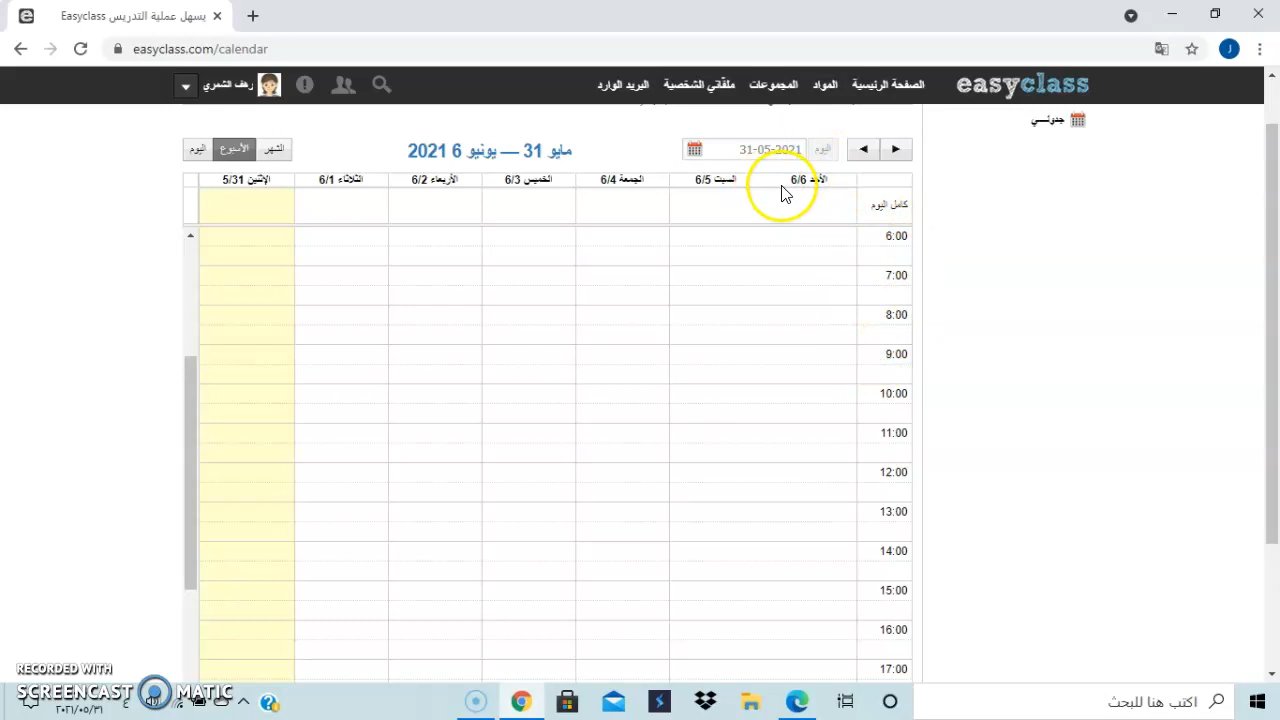 يسهل عملية التدريس Easyclass
easyclass.com/calendar
J
easyclass
الصفحة الرئيسية
المواد
المجموعات
ملفاتي الشخصية
البريد الوارد
رهف الشمري
جدولي
اليوم
31-05-2021
مايو 31 — يونيو 6 2021
الشهر
الأسبوع
اليوم
الأحد 6/6
السبت 6/5
الجمعة 6/4
الخميس 6/3
الأربعاء 6/2
الثلاثاء 6/1
الإثنين 5/31
كامل اليوم
6:00
7:00
8:00
9:00
10:00
11:00
12:00
13:00
14:00
15:00
16:00
17:00
RECORDED WITH
SCREENCAST MATIC
اكتب هنا للبحث
٢٠٢١/٠٥/٣١